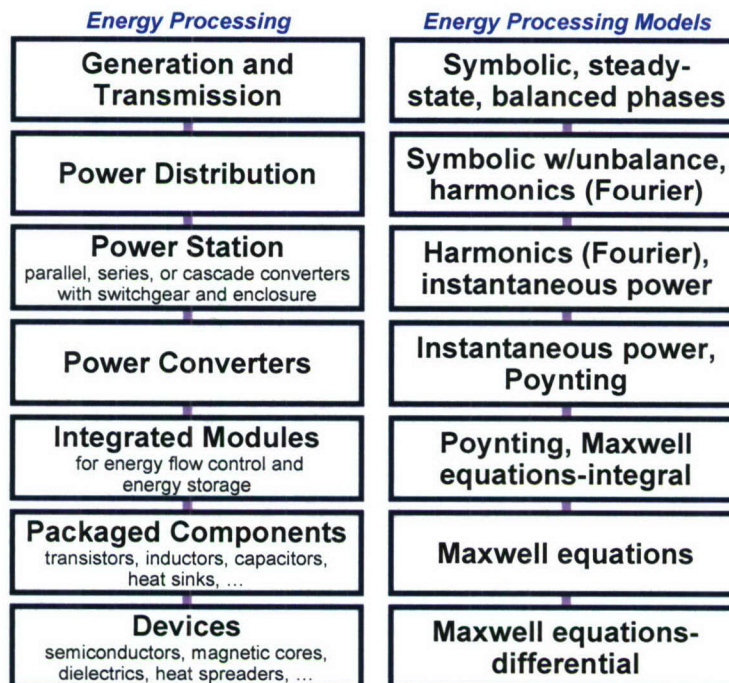 Energy Processing
Generation and
Transmission
Power Distribution
Power Station
parallel, series, or cascade converters
with switchgear and enclosure
Power Converters
Integrated Modules
for energy flow control and
energy storage
Packaged Components
transistors, inductors, capacitors,
heat sinks, ...
Devices
semiconductors, magnetic cores,
dielectrics, heat spreaders, ...
Energy Processing Models
Symbolic, steady-
state, balanced phases
Symbolic w/unbalance,
harmonics (Fourier)
Harmonics (Fourier),
instantaneous power
Instantaneous power,
Poynting
Poynting, Maxwell
equations-integral
Maxwell equations
Maxwell equations-
differential